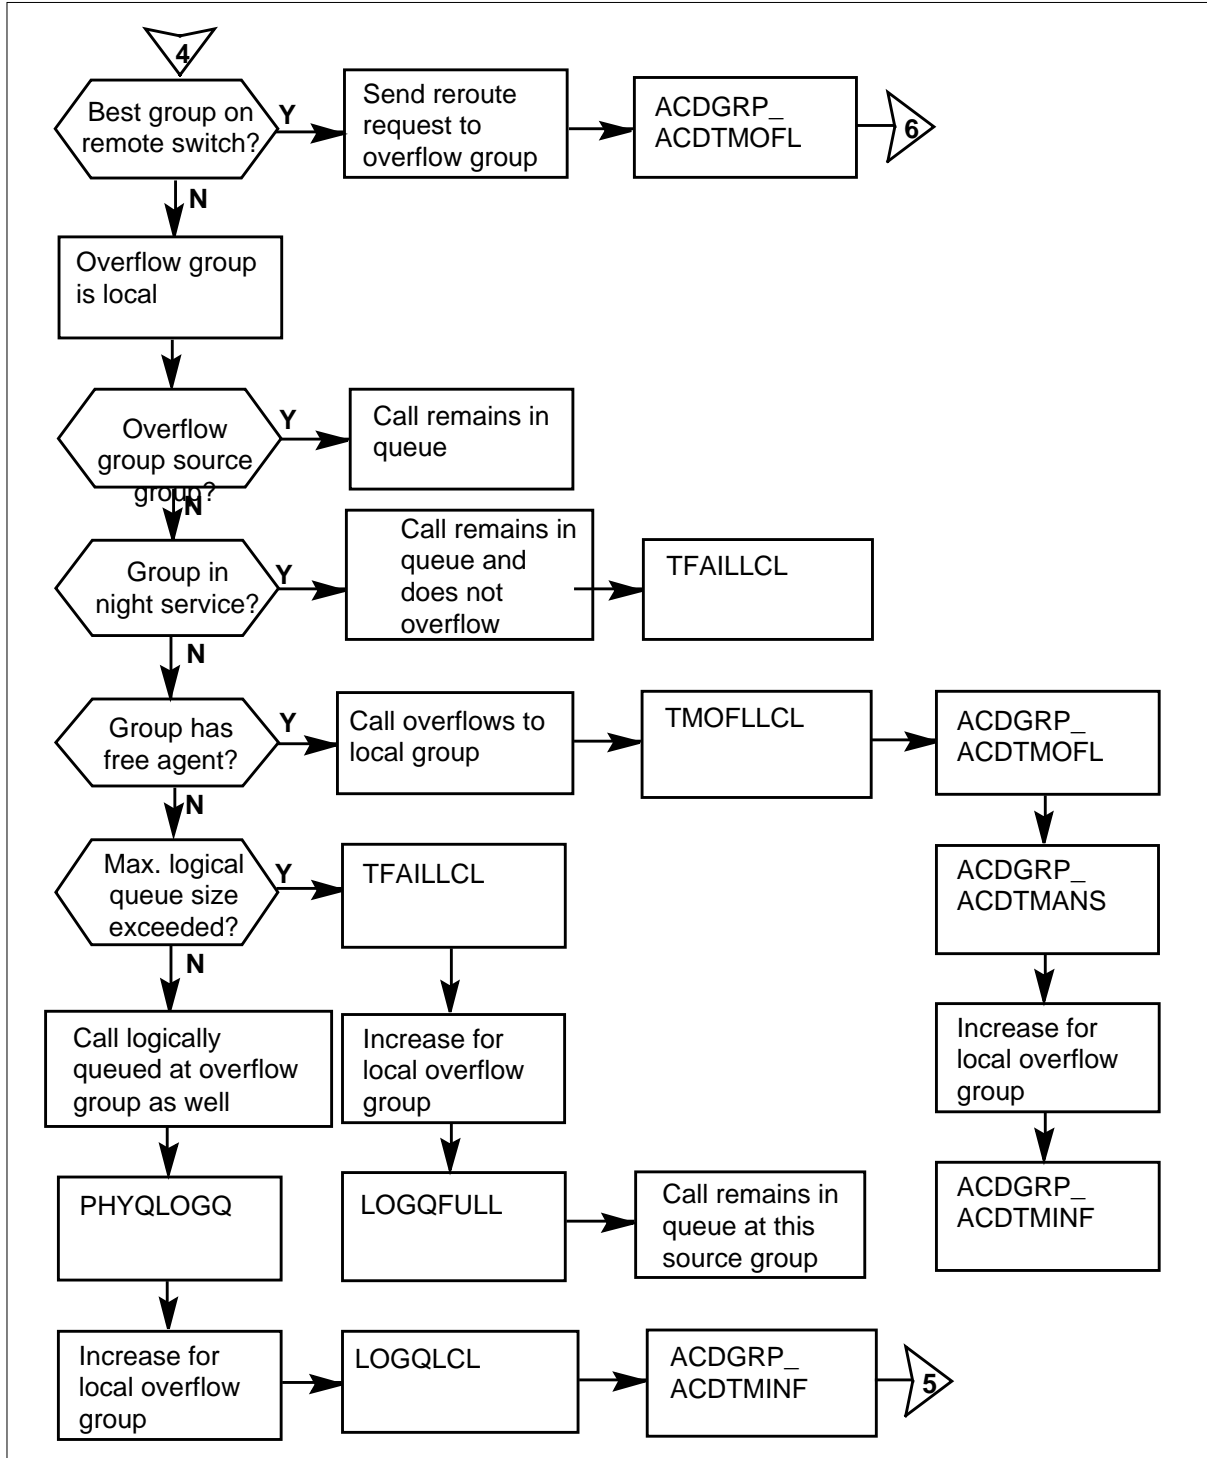 4
Best group on
remote switch?
Y
Send reroute
request to
overflow group
ACDGRP_
ACDTMOFL
6
N
Overflow group
is local
Overflow
group source
group?
Y
Call remains in
queue
N
Group in
night service?
Y
Call remains in
queue and
does not
overflow
TFAILLCL
N
Group has
free agent?
Y
Call overflows to
local group
TMOFLLCL
ACDGRP_
ACDTMOFL
N
Max. logical
queue size
exceeded?
Y
TFAILLCL
ACDGRP_
ACDTMANS
N
Call logically
queued at overflow
group as well
Increase for
local overflow
group
Increase for
local overflow
group
PHYQLOGQ
LOGQFULL
Call remains in
queue at this
source group
ACDGRP_
ACDTMINF
Increase for
local overflow
group
LOGQLCL
ACDGRP_
ACDTMINF
5